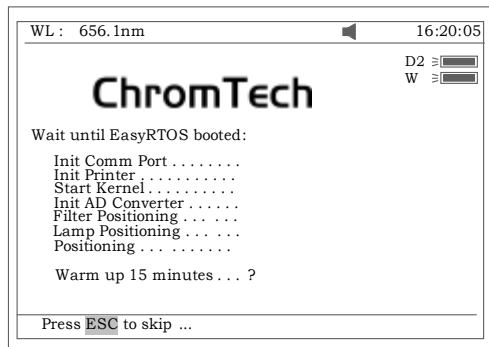 WL :   656.1nm 16:20:05
D2
W
ChromTech
Wait until EasyRTOS booted:
Init Comm Port . . . . . . . .
Init Printer . . . . . . . . . . .
Start Kernel . . . . . . . . . .
Init AD Converter . . . . . .
Filter Positioning . . .  . . .
Lamp Positioning . . .  . . .
Positioning . . .  . . . . . . .
Warm up 15 minutes . . .  ?
Press ESC to skip ...